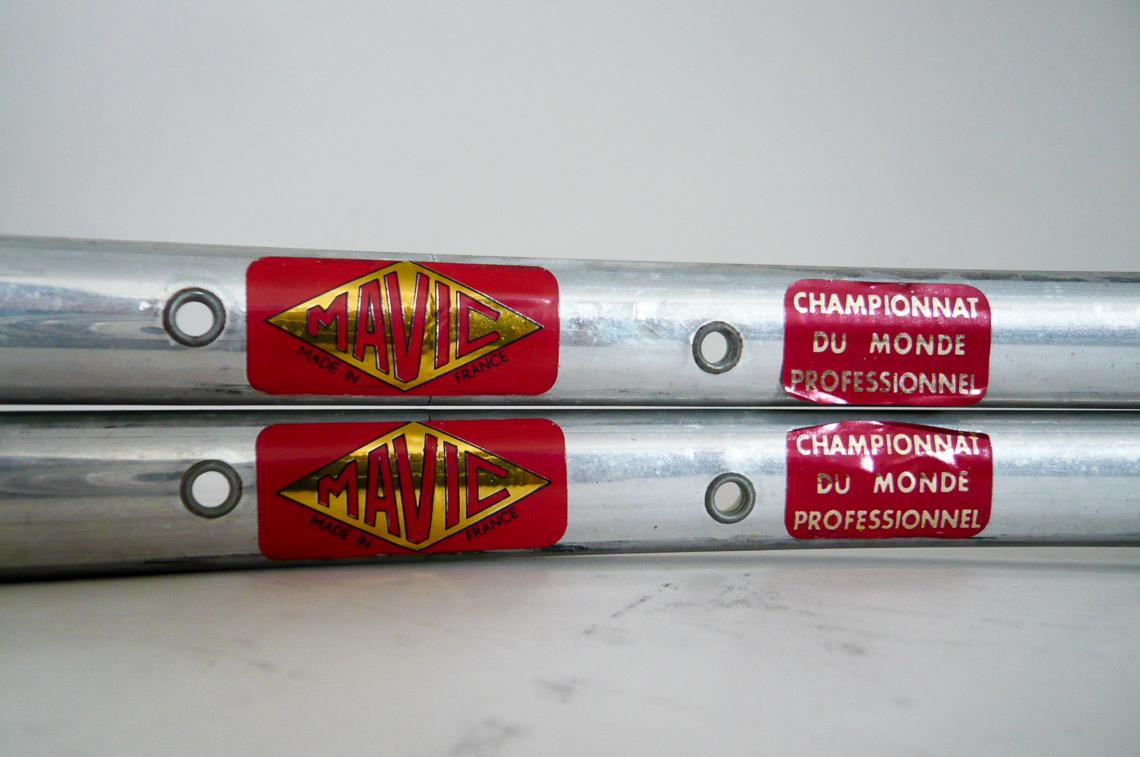 MAVIC
MADE IN FRANCE
CHAMPIONNAT
DU MONDE
PROFESSIONNEL
MAVIC
MADE IN FRANCE
CHAMPIONNAT
DU MONDE
PROFESSIONNEL